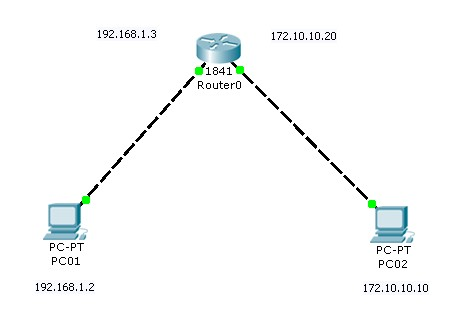 192.168.1.3
172.10.10.20
1841
Router0
PC-PT
PC01
PC-PT
PC02
192.168.1.2
172.10.10.10